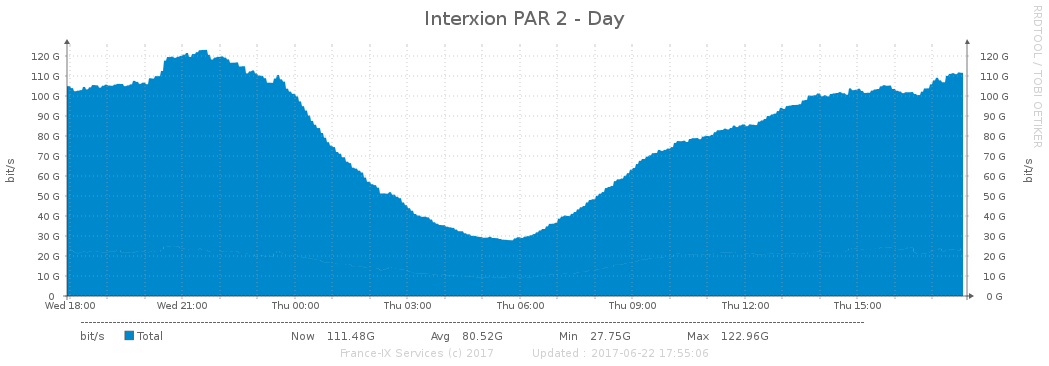 Interxion PAR 2 - Day
RRDTOOL / TOBI OETIKER
bit/s
120 G
110 G
100 G
90 G
80 G
70 G
60 G
50 G
40 G
30 G
20 G
10 G
0
120 G
110 G
100 G
90 G
80 G
70 G
60 G
50 G
40 G
30 G
20 G
10 G
0 G
bit/s
Wed 18:00 Wed 21:00 Thu 00:00 Thu 03:00 Thu 06:00 Thu 09:00 Thu 12:00 Thu 15:00
bit/s Total Now 111.48G Avg 80.52G Min 27.75G Max 122.96G
France-IX Services (c) 2017 Updated : 2017-06-22 17:55:06